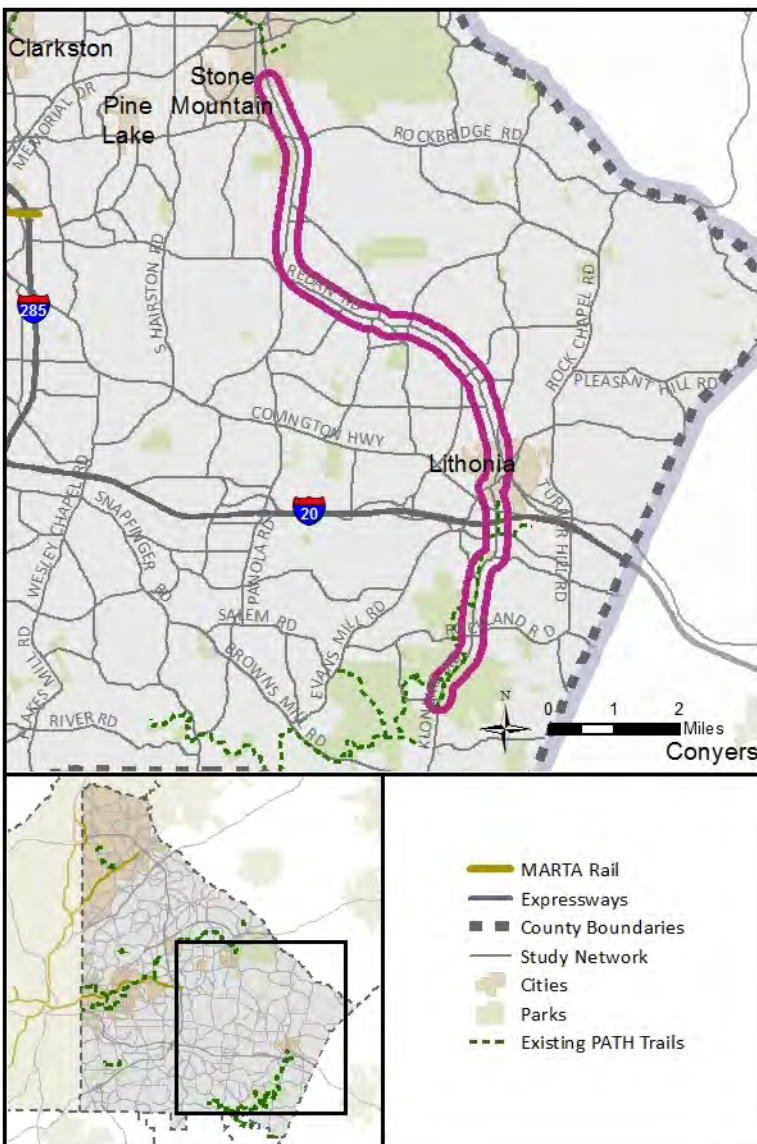 Clarkston
Stone
Mountain
Pine
Lake
MEMORIAL DR
ROCKBRIDGE RD
285
S HAIRSTON RD
REDAN RD
ROCK CHAPEL RD
PLEASANT HILL RD
COVINGTON HWY
Lithonia
20
TURNER HILL RD
WESLEY CHAPEL RD
SNAPFINGER RD
PANOLA RD
SALEM RD
EVANS MILL RD
BROWNS MILL RD
RIVER RD
N
0 1 2
Miles
Conyers
MARTA Rail
Expressways
County Boundaries
Study Network
Cities
Parks
Existing PATH Trails